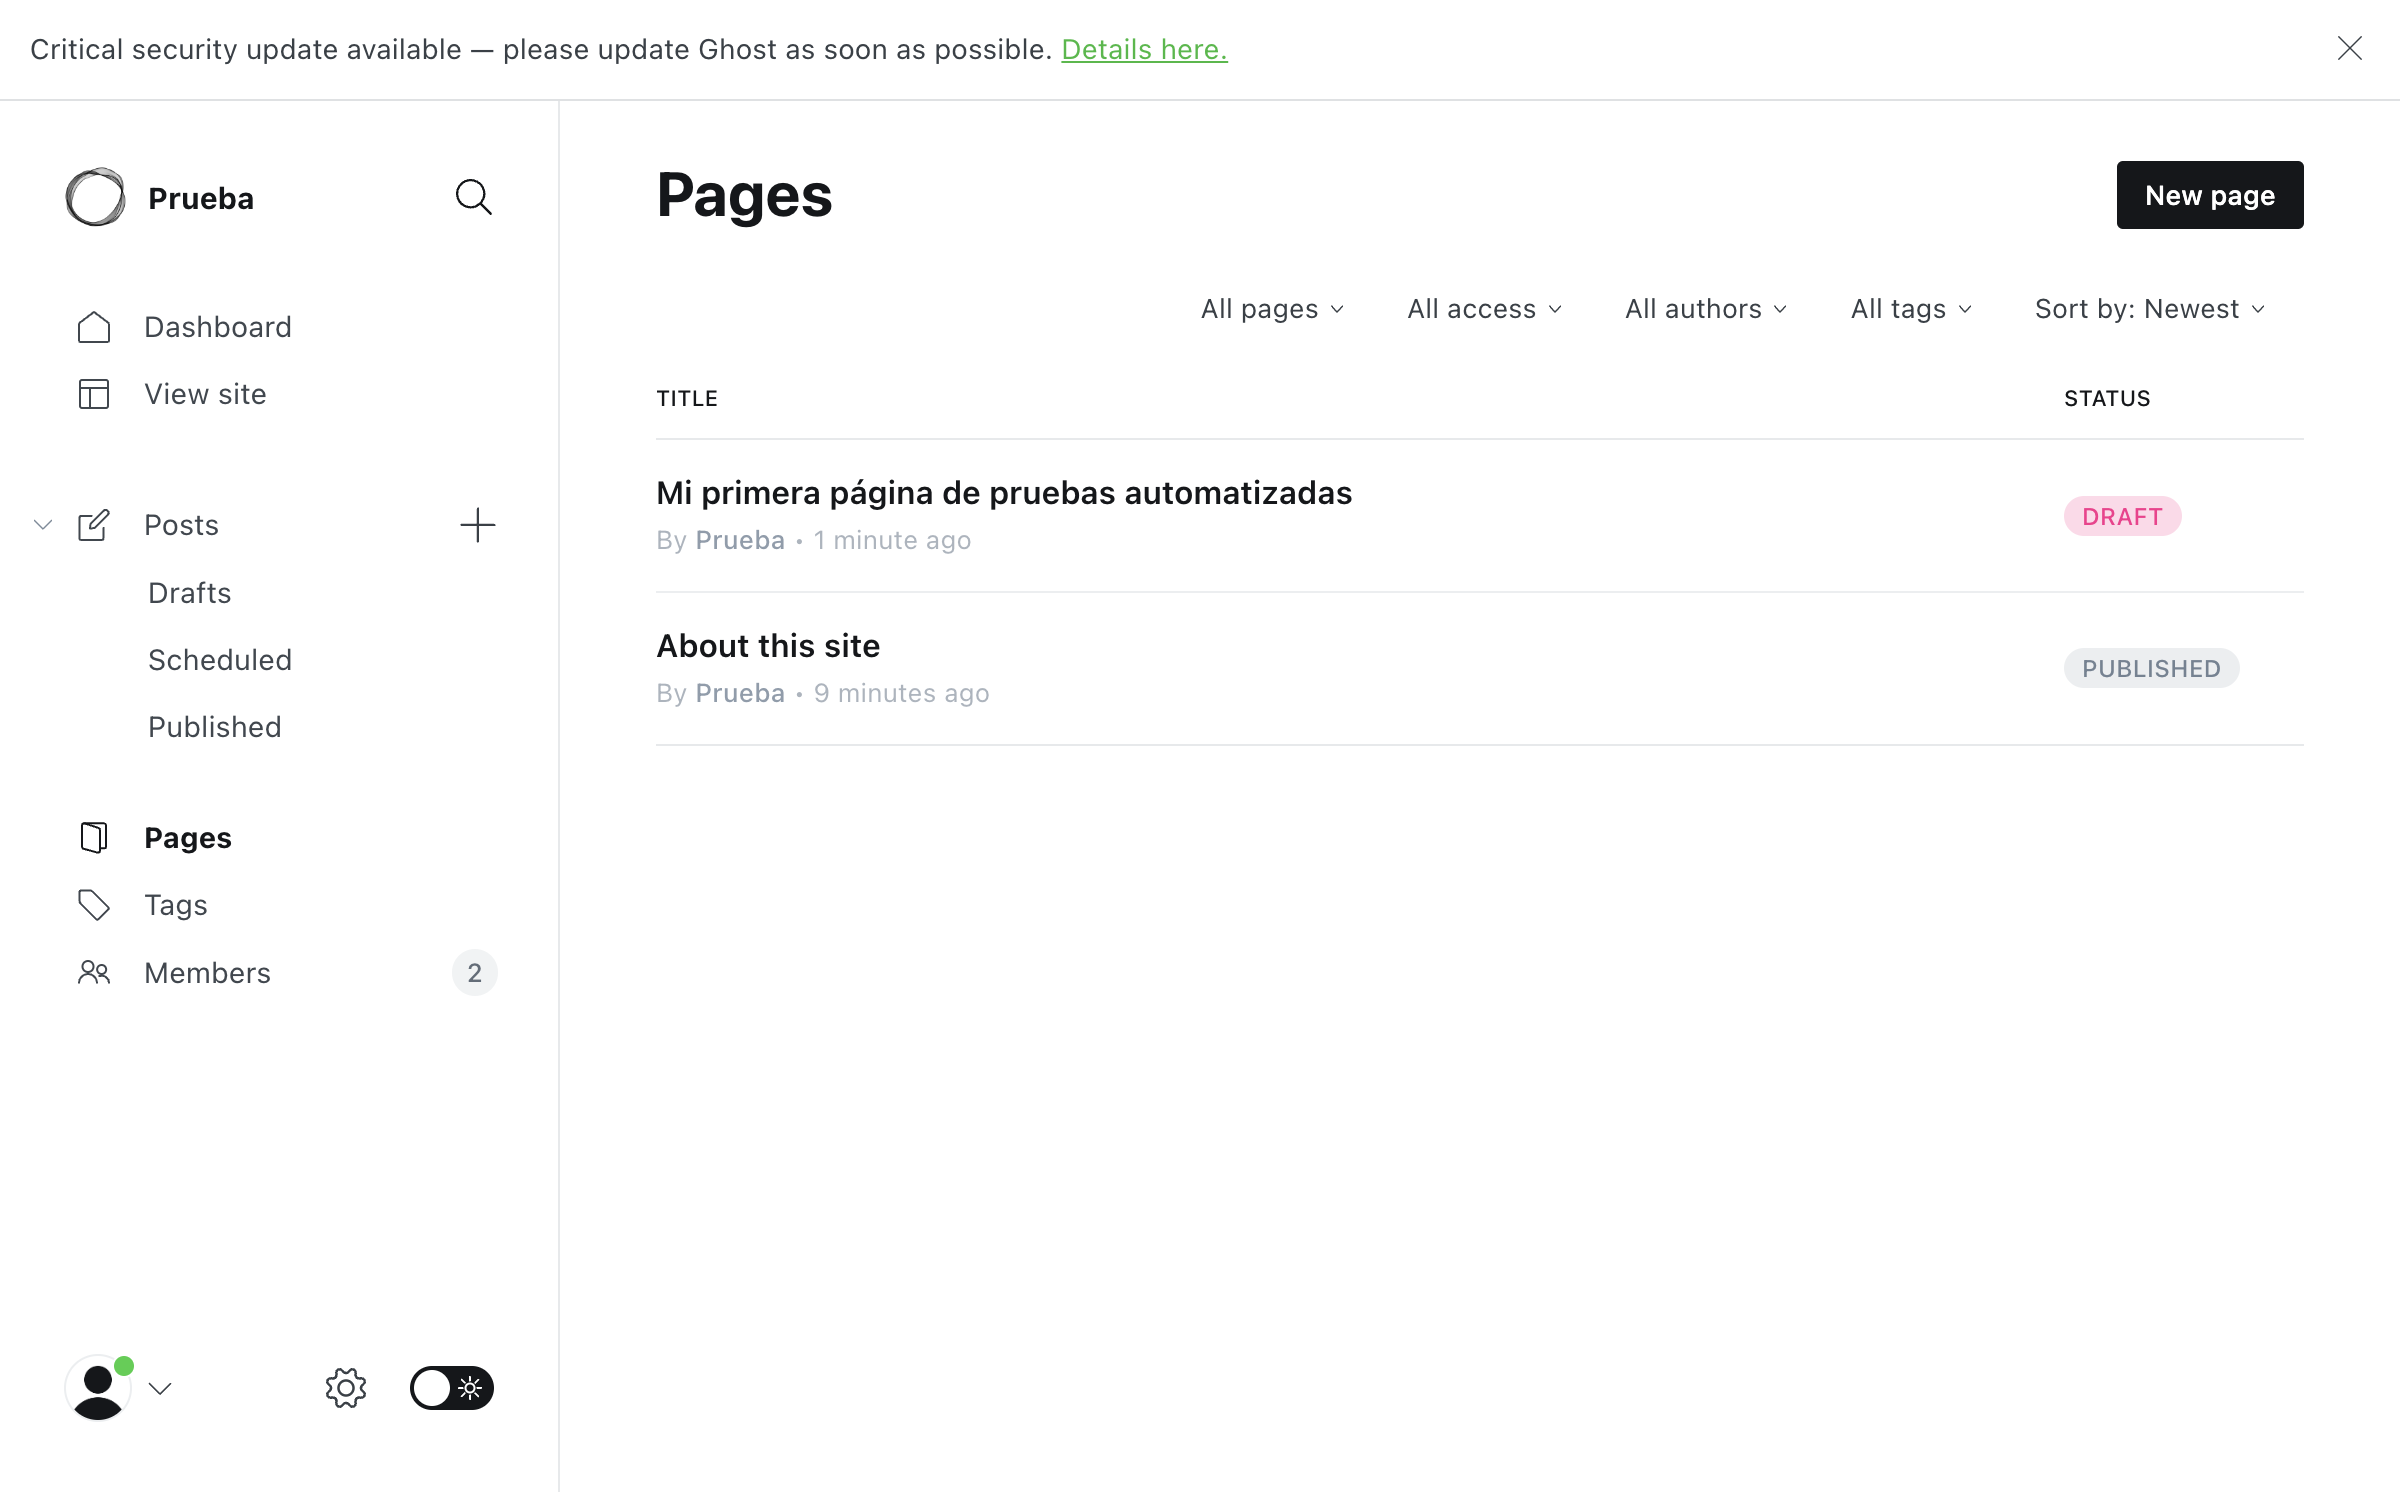 Critical security update available — please update Ghost as soon as possible. Details here.
Prueba
Dashboard
View site
Posts
Drafts
Scheduled
Published
Pages
Tags
Members 2
Pages
New page
All pages All access All authors All tags Sort by: Newest
TITLE STATUS
Mi primera página de pruebas automatizadas
By Prueba • 1 minute ago
DRAFT
About this site
By Prueba • 9 minutes ago
PUBLISHED